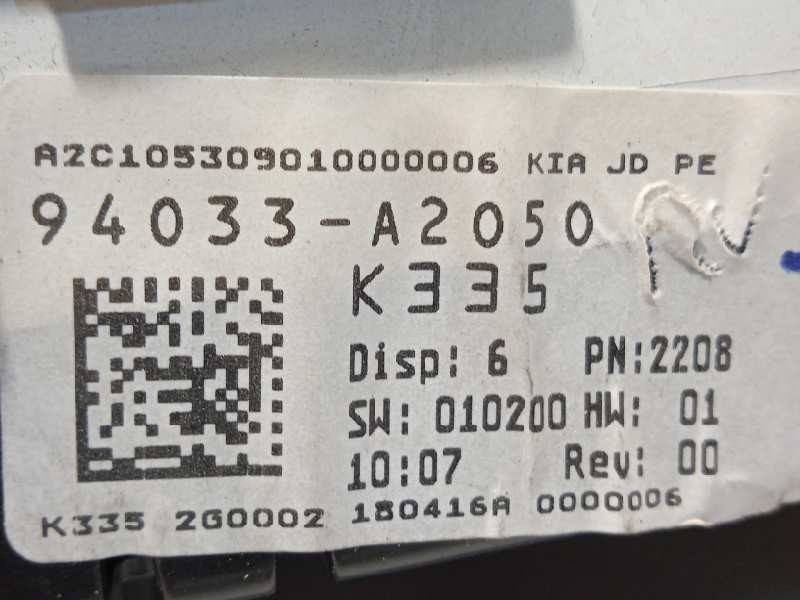 A2C105309010000006 KIA JD PE
94033-A2050
K335
Disp: 6 PN:2208
SW: 010200 HW: 01
10:07 Rev: 00
K335 2G0002 180416A 0000006